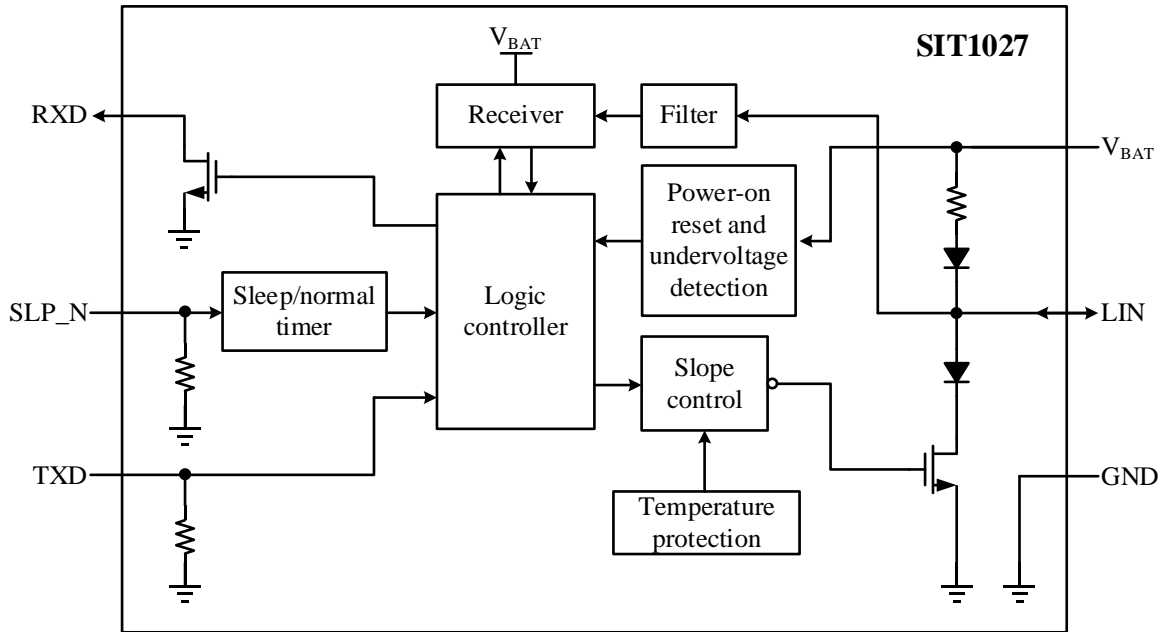 V_BAT
SIT1027
RXD
Receiver
Filter
V_BAT
Power-on
reset and
undervoltage
detection
SLP_N
Sleep/normal
timer
Logic
controller
LIN
Slope
control
TXD
GND
Temperature
protection